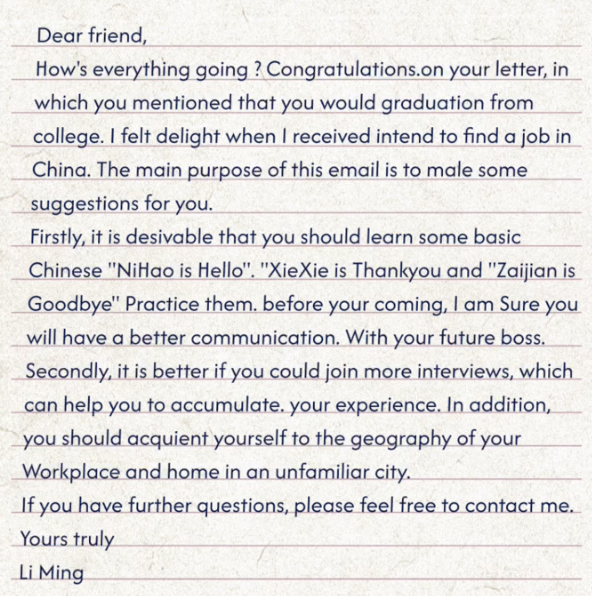 Dear friend,
How's everything going ? Congratulations.on your letter, in
which you mentioned that you would graduation from
college. I felt delight when I received intend to find a job in
China. The main purpose of this email is to male some
suggestions for you.
Firstly, it is desivable that you should learn some basic
Chinese "NiHao is Hello". "XieXie is Thankyou and "Zaijian is
Goodbye" Practice them. before your coming, I am Sure you
will have a better communication. With your future boss.
Secondly, it is better if you could join more interviews, which
can help you to accumulate. your experience. In addition,
you should acquient yourself to the geography of your
Workplace and home in an unfamiliar city.
If you have further questions, please feel free to contact me.
Yours truly
Li Ming